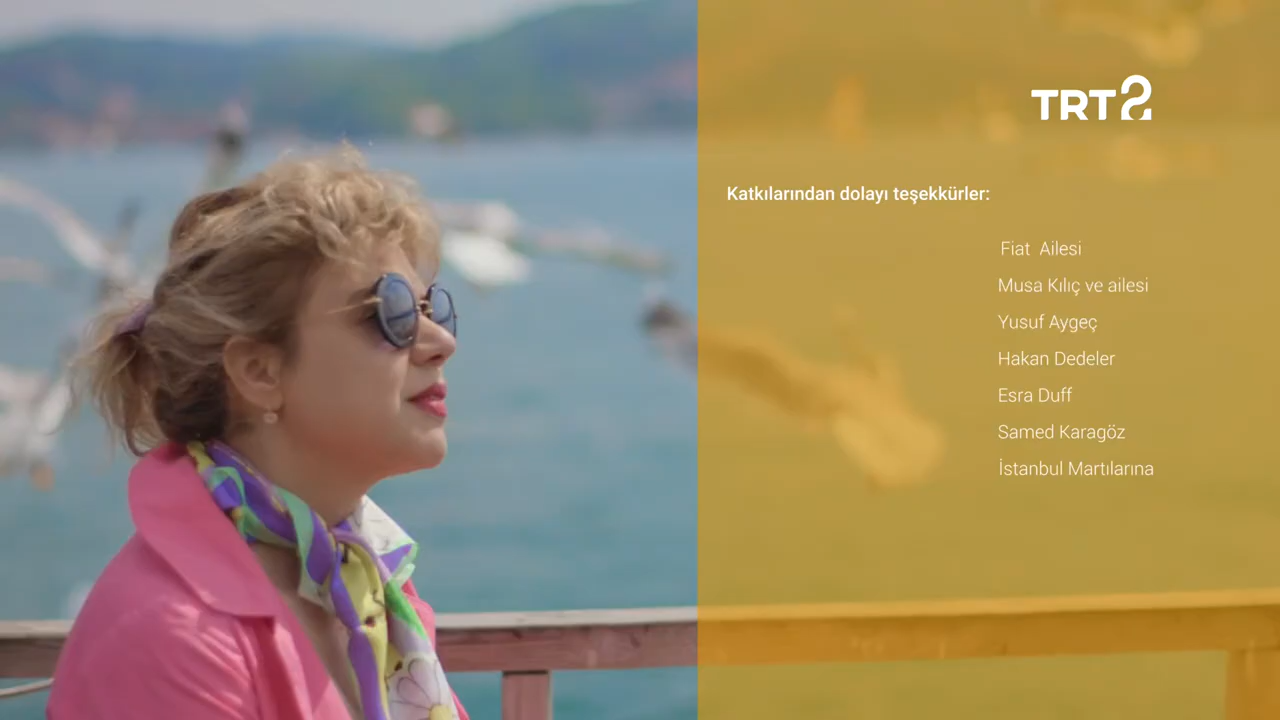 TRT2
Katkılarından dolayı teşekkürler:
Fiat Ailesi
Musa Kılıç ve ailesi
Yusuf Aygeç
Hakan Dedeler
Esra Duff
Samed Karagöz
İstanbul Martılarına